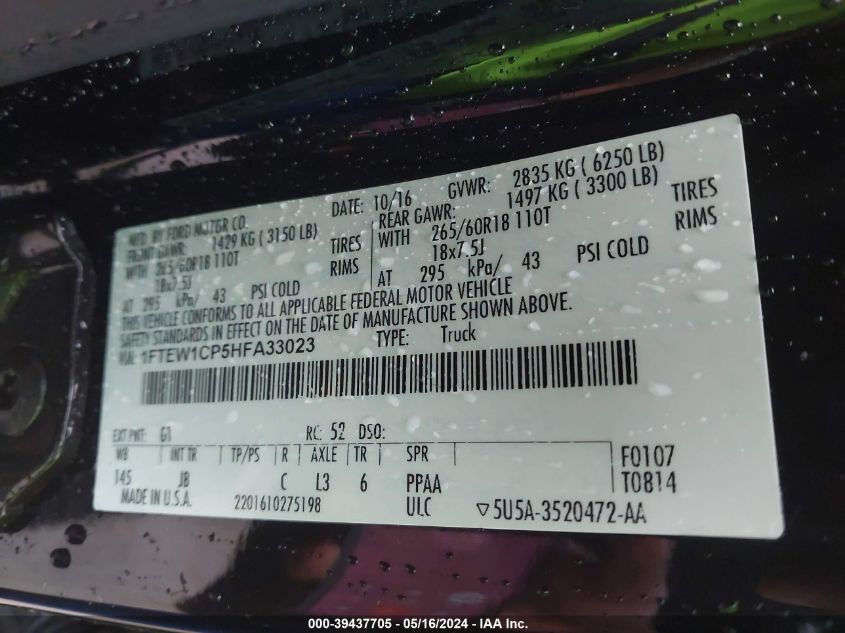 MFD. BY FORD MOTOR CO.
DATE: 10/16 GVWR: 2835 KG ( 6250 LB)
FRONT GAWR: 1429 KG ( 3150 LB)
REAR GAWR: 1497 KG ( 3300 LB)
WITH 265/60R18 110T TIRES
WITH 265/60R18 110T TIRES
18x7.5J RIMS
18x7.5J RIMS
AT 295 kPa/ 43 PSI COLD
AT 295 kPa/ 43 PSI COLD
THIS VEHICLE CONFORMS TO ALL APPLICABLE FEDERAL MOTOR VEHICLE
SAFETY STANDARDS IN EFFECT ON THE DATE OF MANUFACTURE SHOWN ABOVE.
VIN: 1FTEW1CP5HFA33023 TYPE: Truck
EXT PNT: G1 RC: 52 DSO:
WB INT TR TP/PS R AXLE TR SPR
145 JB C L3 6 PPAA
F0107
T0814
MADE IN U.S.A. 2201610275198 ULC ▽5U5A-3520472-AA
000-39437705 - 05/16/2024 - IAA Inc.